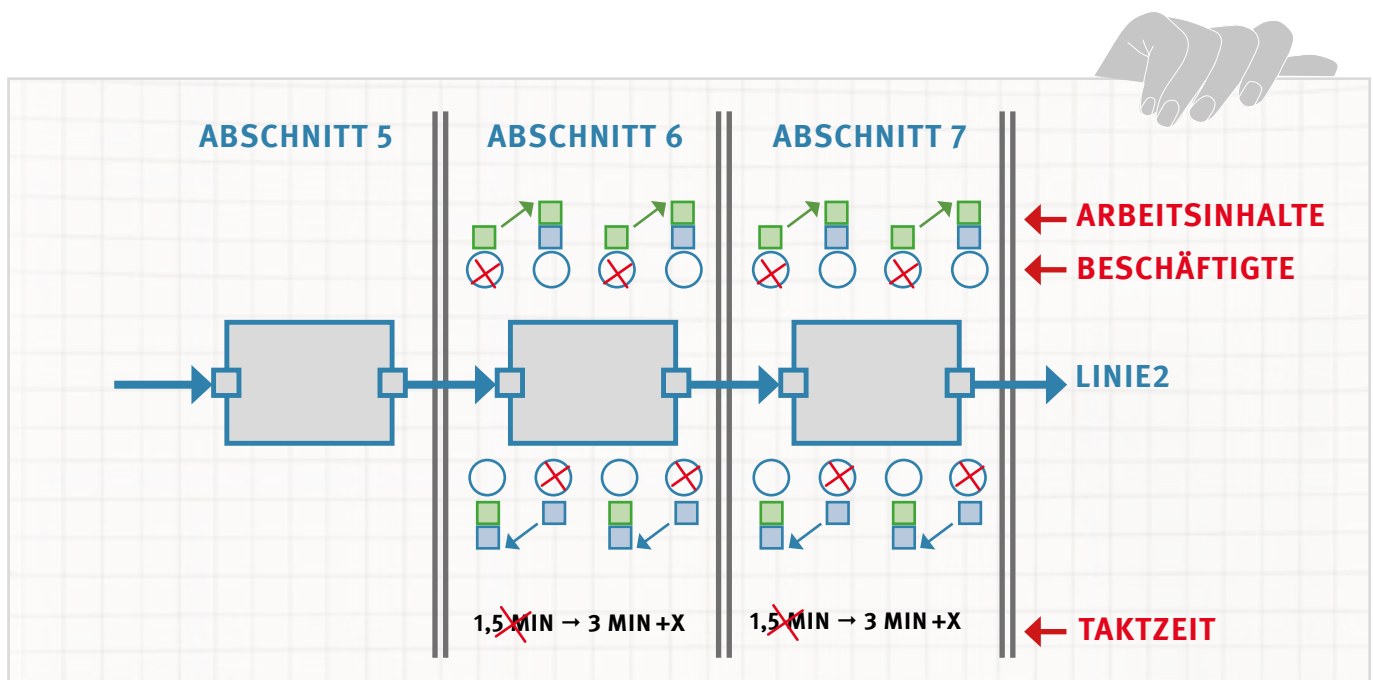 ABSCHNITT 5
ABSCHNITT 6
ABSCHNITT 7
ARBEITSINHALTE
BESCHÄFTIGTE
LINIE2
1,5 MIN → 3 MIN +X
1,5 MIN → 3 MIN +X
TAKTZEIT